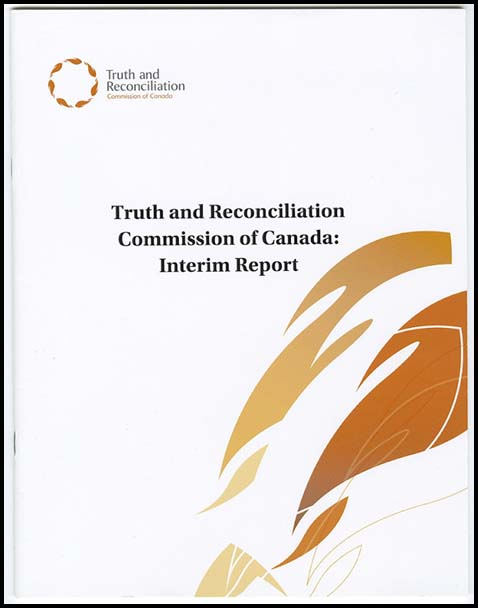 Truth and
Reconciliation
Commission of Canada
Truth and Reconciliation
Commission of Canada:
Interim Report